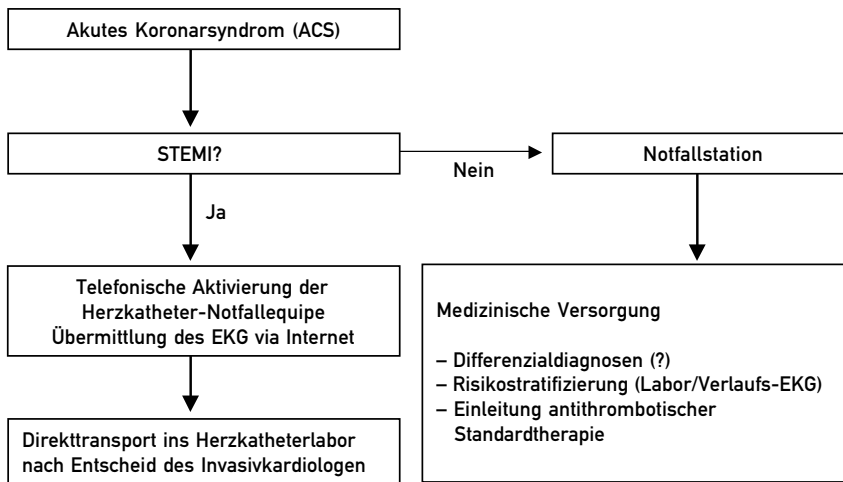 Akutes Koronarsyndrom (ACS)
STEMI?
Nein
Notfallstation
Ja
Telefonische Aktivierung der
Herzkatheter-Notfallequipe
Übermittlung des EKG via Internet
Direkttransport ins Herzkatheterlabor
nach Entscheid des Invasivkardiologen
Medizinische Versorgung
– Differenzialdiagnosen (?)
– Risikostratifizierung (Labor/Verlaufs-EKG)
– Einleitung antithrombotischer
Standardtherapie